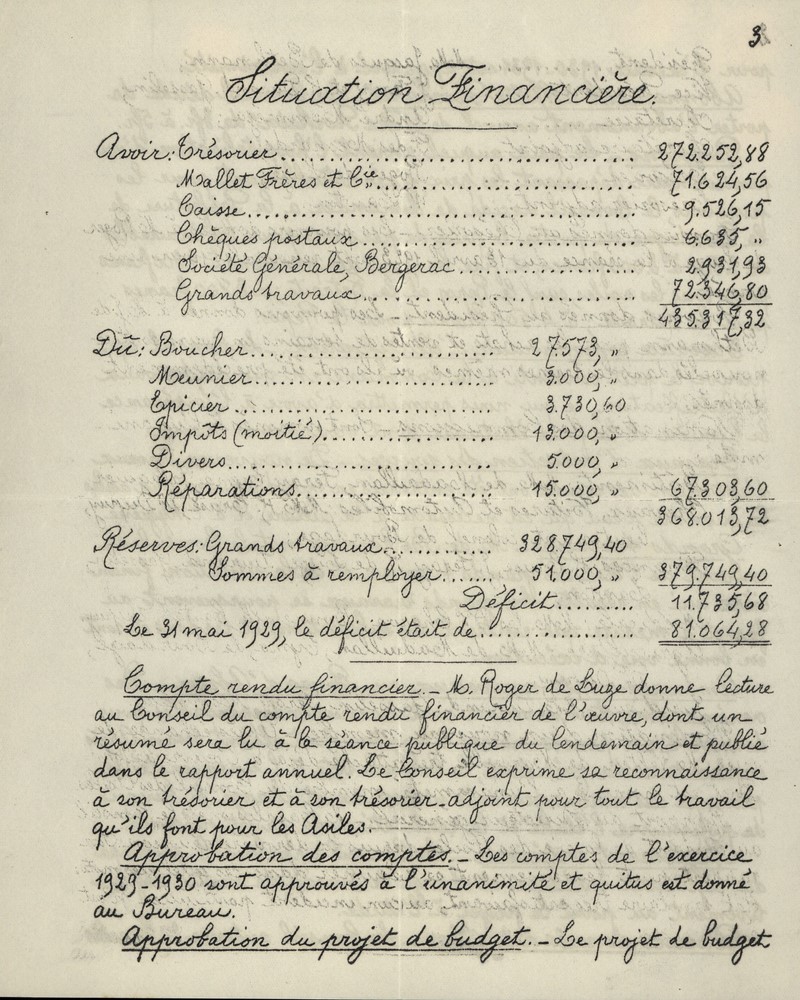 3
Situation Financière.
Avoir: Trésorier........ 272.252,88
Mallet Frères et Cie........ 71.624,56
Caisse........ 9.526,15
Chèques postaux........ 6.635, "
Société Générale, Bergerac........ 2.931,93
Grands travaux........ 72.346,80
435.317,32
Dû: Boucher........ 27.573, "
Meunier........ 3.000, "
Epicier........ 3.730,60
Impôts (moitié)........ 13.000, "
Divers........ 5.000, "
Réparations........ 15.000, " 67.303,60
368.013,72
Réserves: Grands travaux........ 328.749,40
Sommes à remployer....... 51.000, " 379.749,40
Déficit......... 11.735,68
Le 31 mai 1929, le déficit était de........ 81.064,28
Compte rendu financier. _ M. Roger de Luze donne lecture
au Conseil du compte rendu financier de l'œuvre, dont un
résumé sera lu à la séance publique du lendemain et publié
dans le rapport annuel. Le Conseil exprime sa reconnaissance
à son trésorier et à son trésorier-adjoint pour tout le travail
qu'ils font pour les Asiles.
Approbation des comptes. _ Les comptes de l'exercice
1929-1930 sont approuvés à l'unanimité et quitus est donné
au Bureau.
Approbation du projet de budget. _ Le projet de budget